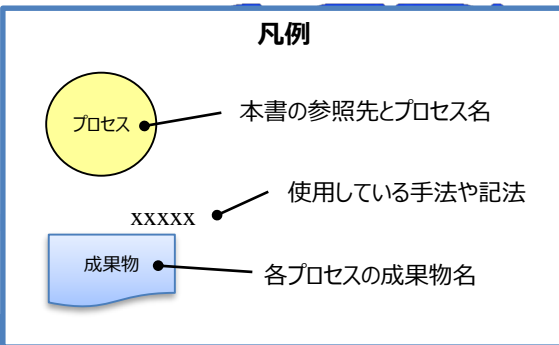 凡例
プロセス
本書の参照先とプロセス名
使用している手法や記法
xxxxx
成果物
各プロセスの成果物名